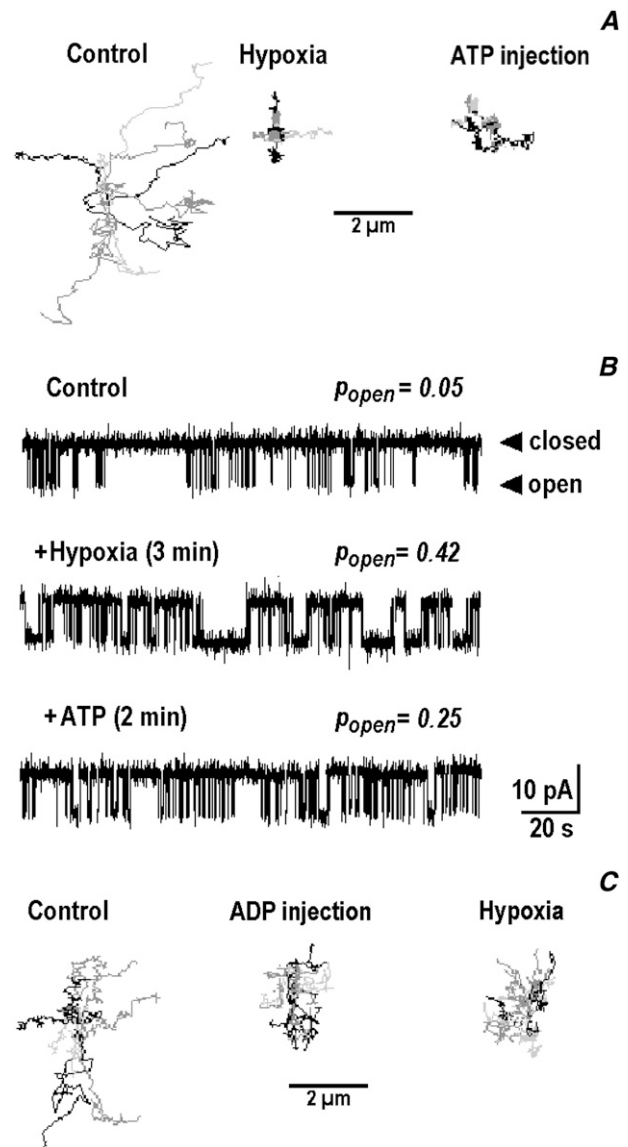 A
Control
Hypoxia
ATP injection
2 µm
B
Control
p_open = 0.05
closed
open
+Hypoxia (3 min)
p_open = 0.42
+ATP (2 min)
p_open = 0.25
10 pA
20 s
C
Control
ADP injection
Hypoxia
2 µm